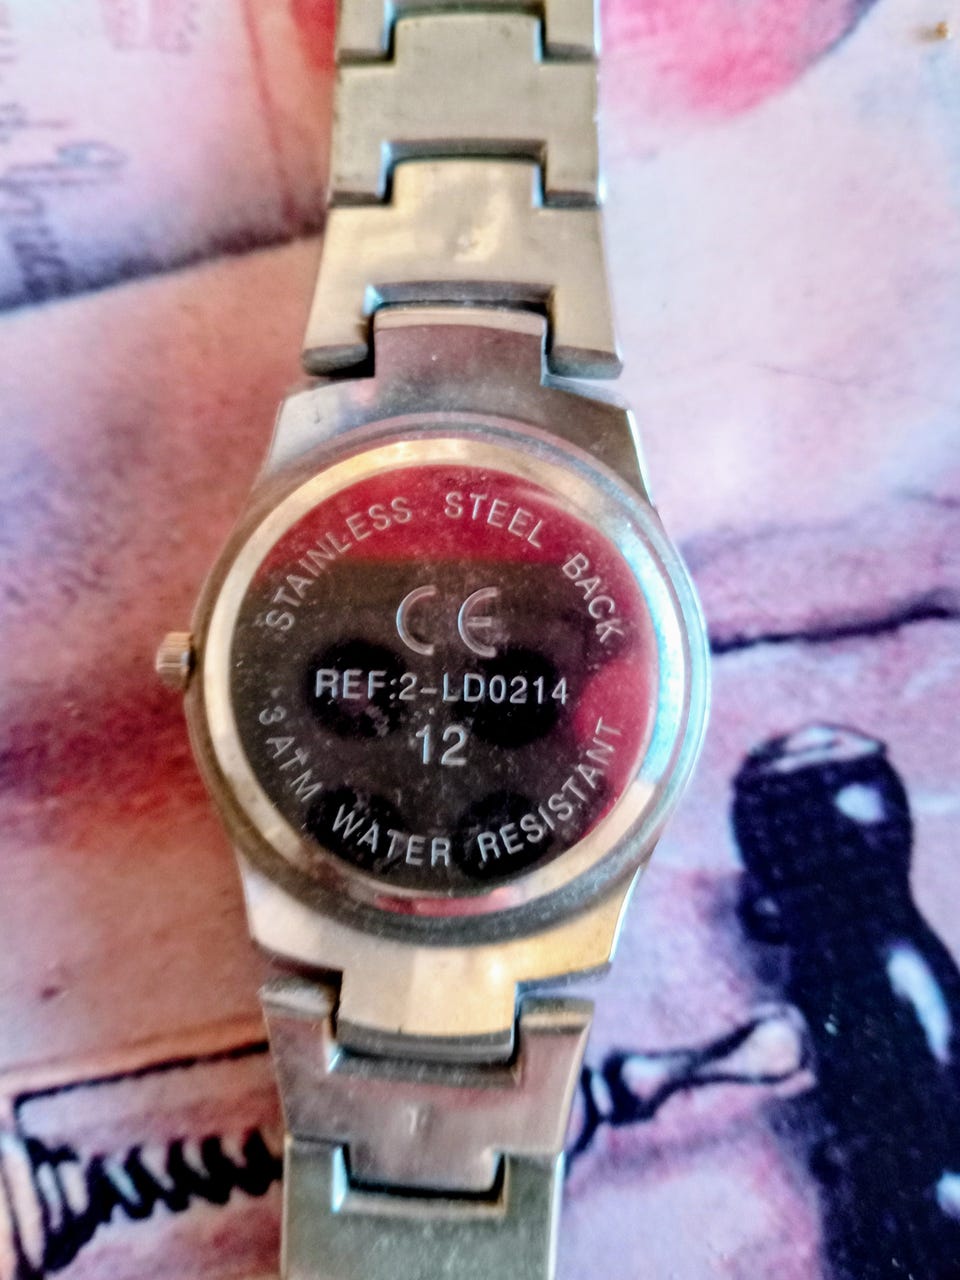 STAINLESS STEEL BACK
CE
REF:2-LD0214
12
3 ATM WATER RESISTANT